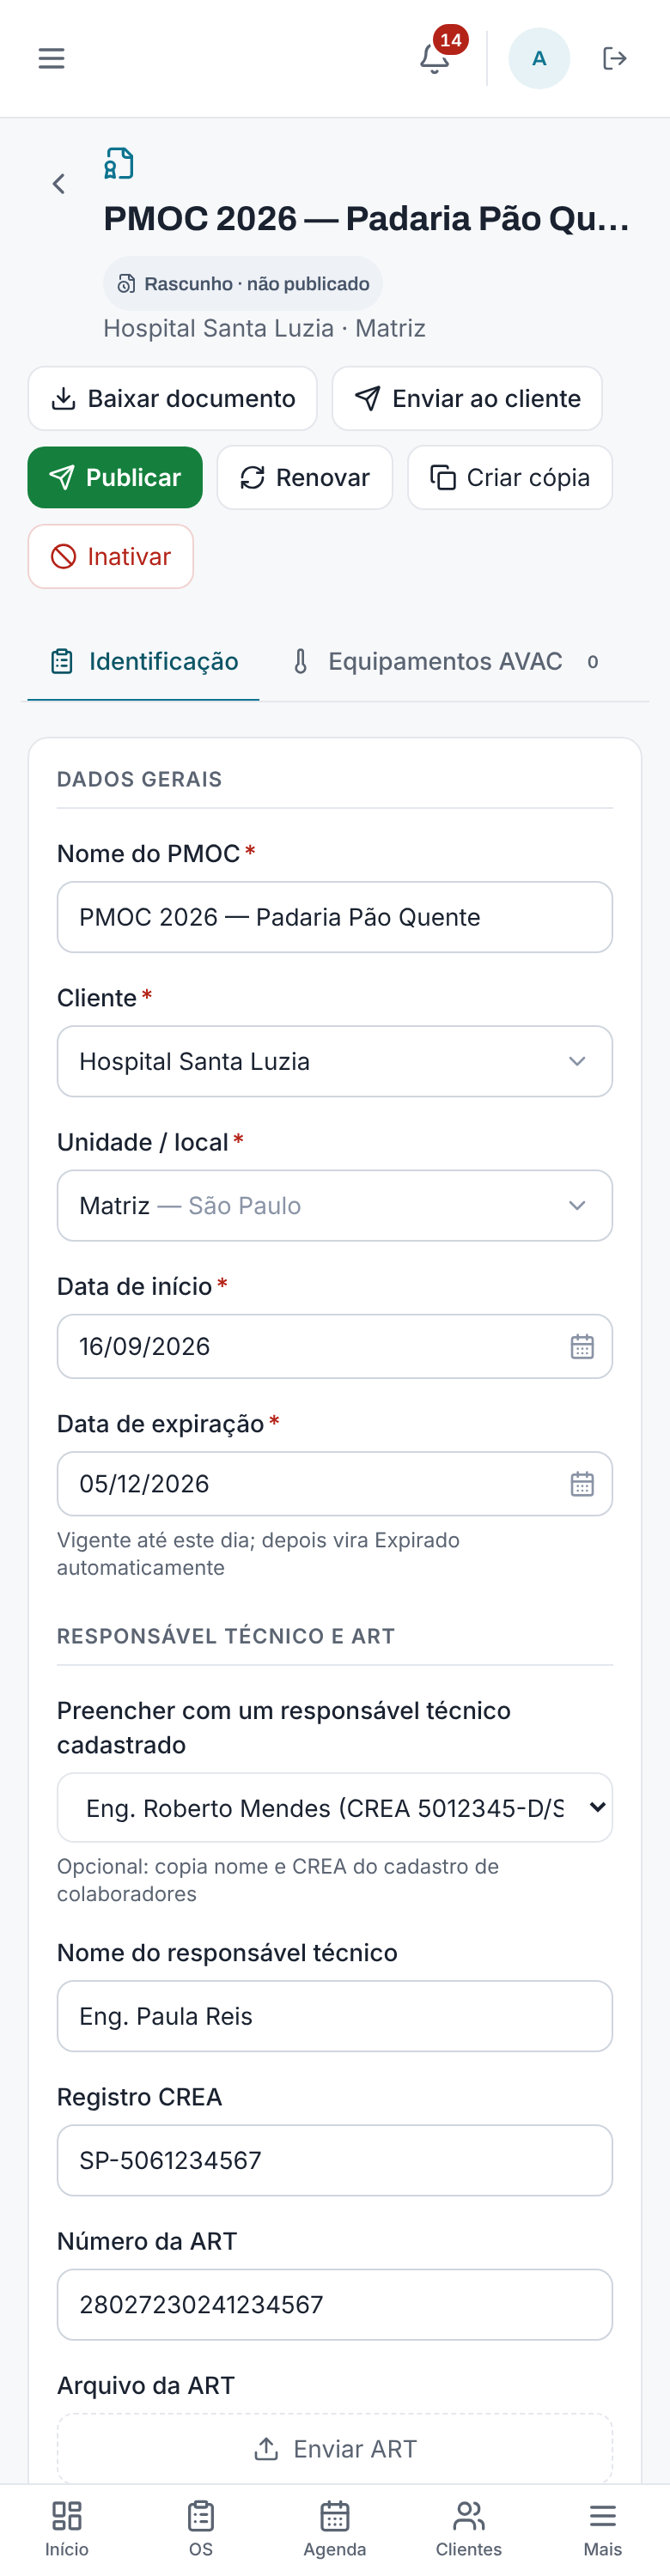 14
A
PMOC 2026 — Padaria Pão Qu...
Rascunho · não publicado
Hospital Santa Luzia · Matriz
Baixar documento
Enviar ao cliente
Publicar
Renovar
Criar cópia
Inativar
Identificação
Equipamentos AVAC 0
DADOS GERAIS
Nome do PMOC *
PMOC 2026 — Padaria Pão Quente
Cliente *
Hospital Santa Luzia
Unidade / local *
Matriz — São Paulo
Data de início *
16/09/2026
Data de expiração *
05/12/2026
Vigente até este dia; depois vira Expirado
automaticamente
RESPONSÁVEL TÉCNICO E ART
Preencher com um responsável técnico
cadastrado
Eng. Roberto Mendes (CREA 5012345-D/S
Opcional: copia nome e CREA do cadastro de
colaboradores
Nome do responsável técnico
Eng. Paula Reis
Registro CREA
SP-5061234567
Número da ART
28027230241234567
Arquivo da ART
Enviar ART
Início
OS
Agenda
Clientes
Mais